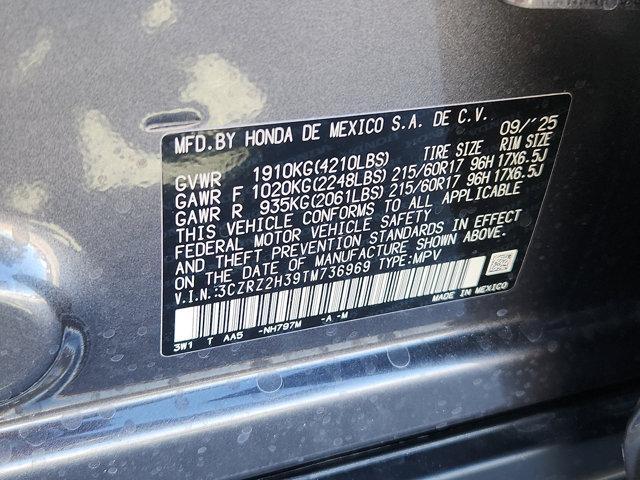 MFD.BY HONDA DE MEXICO S.A. DE C.V. 09/25
GVWR 1910KG(4210LBS) TIRE SIZE RIM SIZE
GAWR F 1020KG(2248LBS) 215/60R17 96H 17X6.5J
GAWR R 935KG(2061LBS) 215/60R17 96H 17X6.5J
THIS VEHICLE CONFORMS TO ALL APPLICABLE
FEDERAL MOTOR VEHICLE SAFETY
AND THEFT PREVENTION STANDARDS IN EFFECT
ON THE DATE OF MANUFACTURE SHOWN ABOVE.
V.I.N.:3CZRZ2H39TM736969 TYPE:MPV
MADE IN MEXICO
3W1 T AA5 -NH797M -A -M